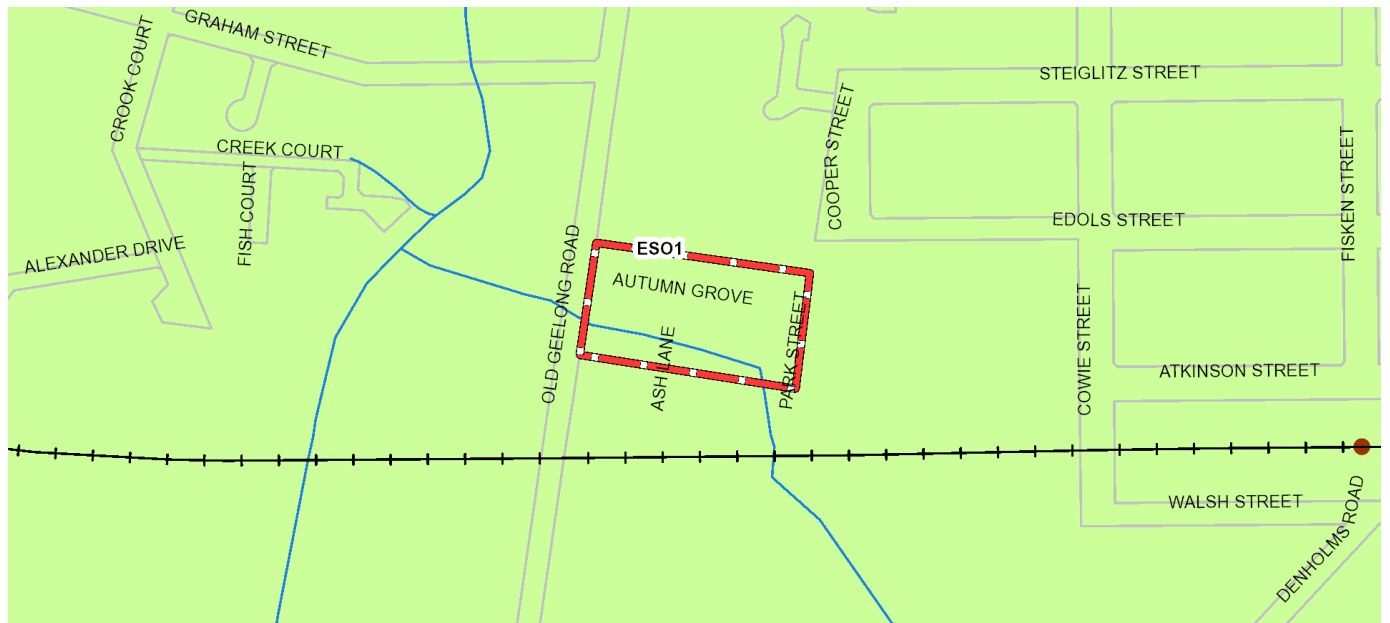 GRAHAM STREET
CROOK COURT
STEIGLITZ STREET
COOPER STREET
CREEK COURT
FISH COURT
FISKEN STREET
EDOLS STREET
ALEXANDER DRIVE
OLD GEELONG ROAD
ESO1
AUTUMN GROVE
PARK STREET
ASH LANE
COWIE STREET
ATKINSON STREET
WALSH STREET
DENHOLMS ROAD